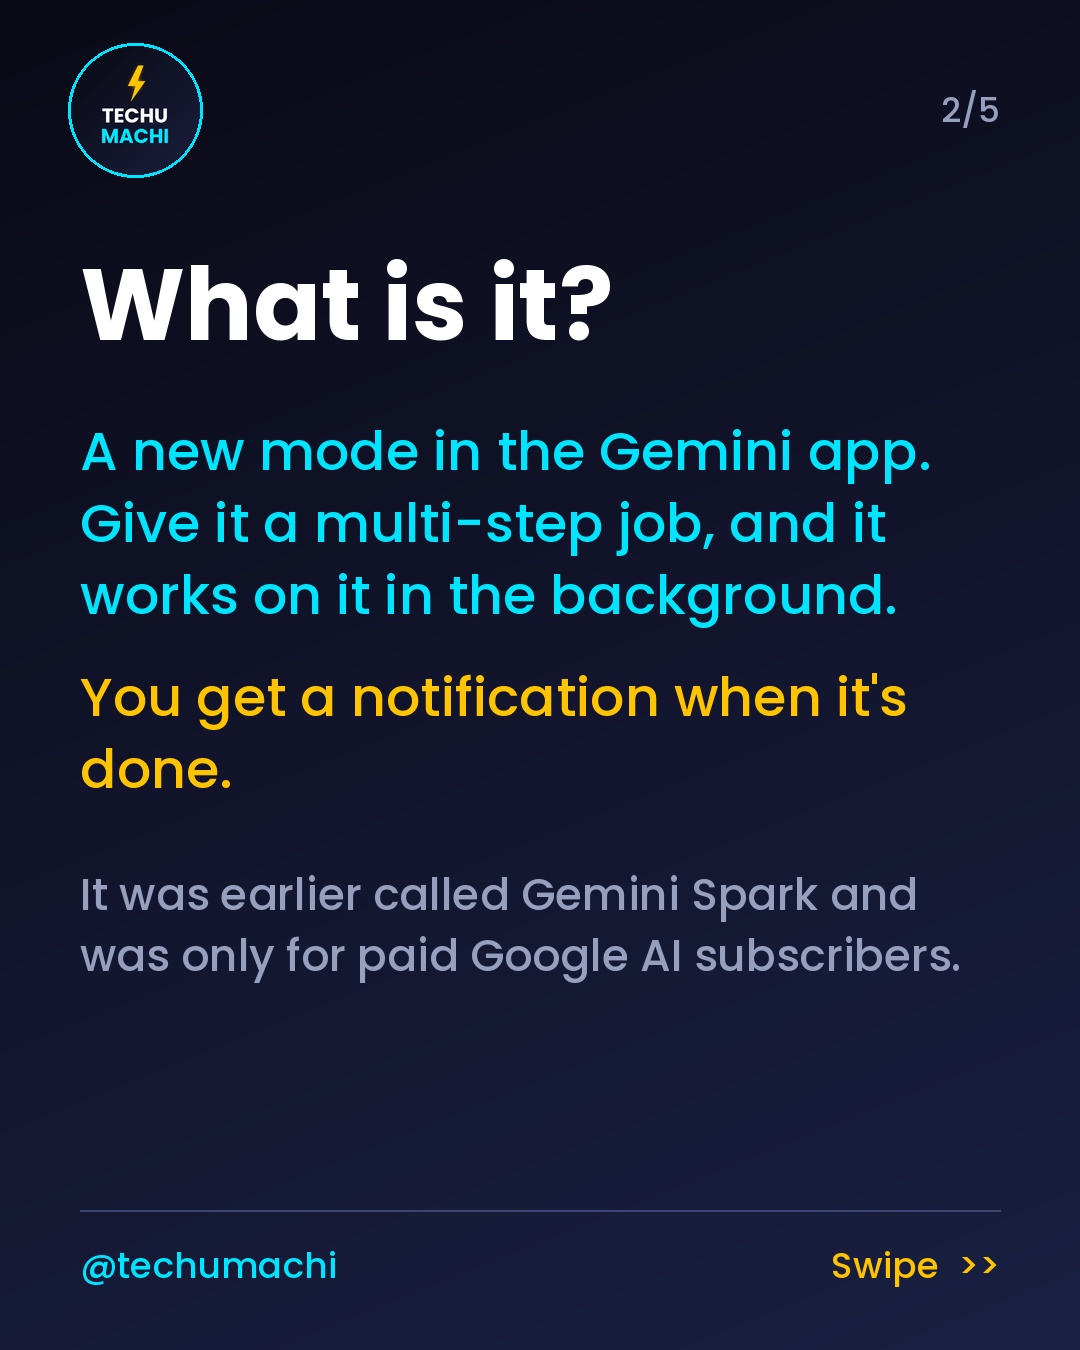 TECHU
MACHI
2/5
What is it?
A new mode in the Gemini app.
Give it a multi-step job, and it
works on it in the background.
You get a notification when it's
done.
It was earlier called Gemini Spark and
was only for paid Google AI subscribers.
@techumachi
Swipe >>